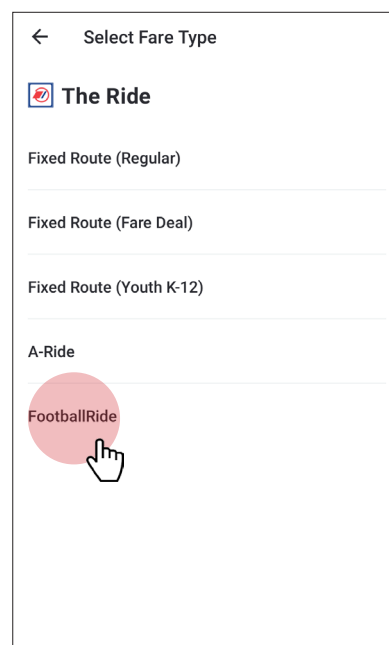 Select Fare Type
The Ride
Fixed Route (Regular)
Fixed Route (Fare Deal)
Fixed Route (Youth K-12)
A-Ride
FootballRide